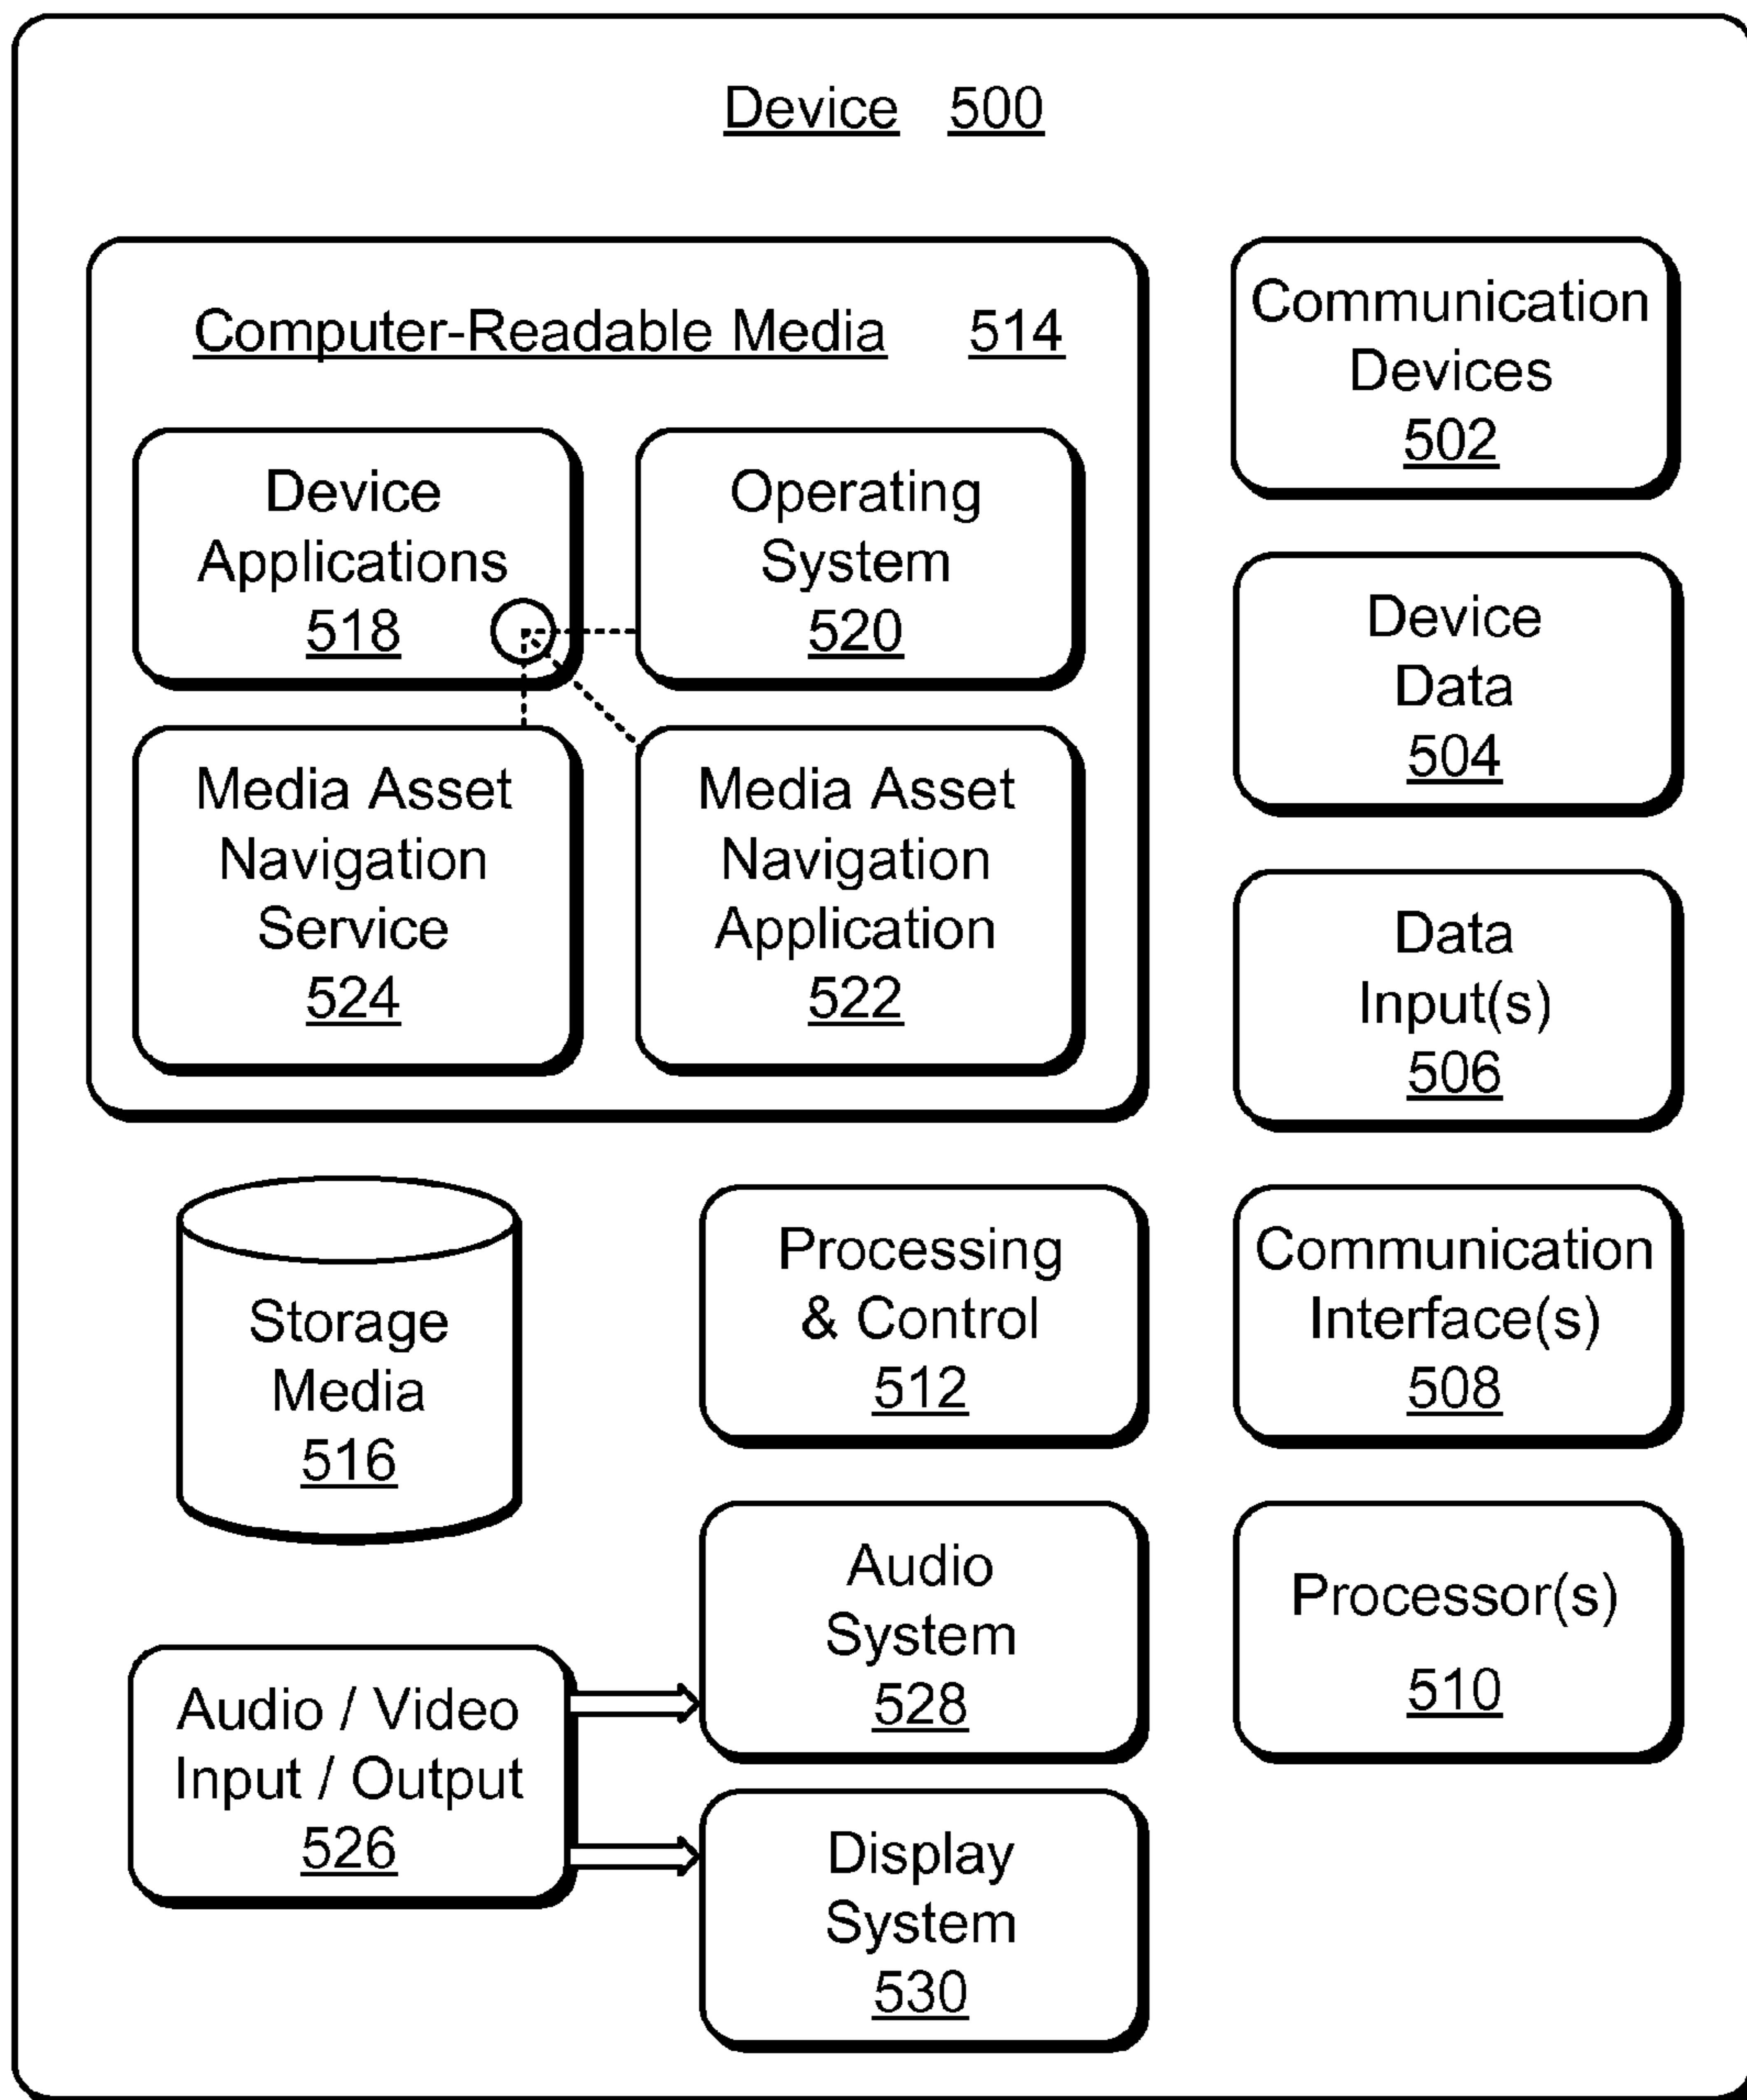 Device 500
Computer-Readable Media 514
Device
Applications
518
Operating
System
520
Media Asset
Navigation
Service
524
Media Asset
Navigation
Application
522
Communication
Devices
502
Device
Data
504
Data
Input(s)
506
Storage
Media
516
Processing
& Control
512
Communication
Interface(s)
508
Audio / Video
Input / Output
526
Audio
System
528
Display
System
530
Processor(s)
510